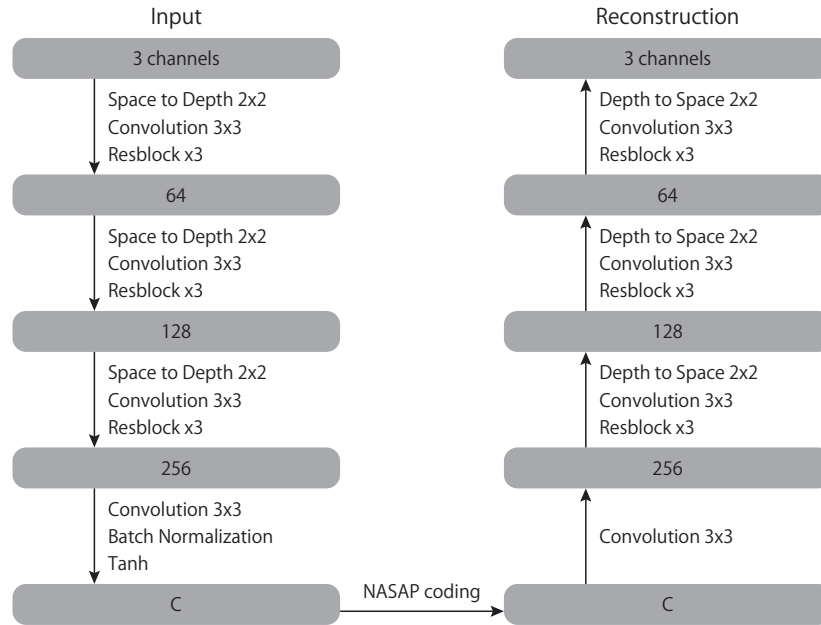 Input
3 channels
Space to Depth 2x2
Convolution 3x3
Resblock x3
64
Space to Depth 2x2
Convolution 3x3
Resblock x3
128
Space to Depth 2x2
Convolution 3x3
Resblock x3
256
Convolution 3x3
Batch Normalization
Tanh
C
NASAP coding
Reconstruction
3 channels
Depth to Space 2x2
Convolution 3x3
Resblock x3
64
Depth to Space 2x2
Convolution 3x3
Resblock x3
128
Depth to Space 2x2
Convolution 3x3
Resblock x3
256
Convolution 3x3
C